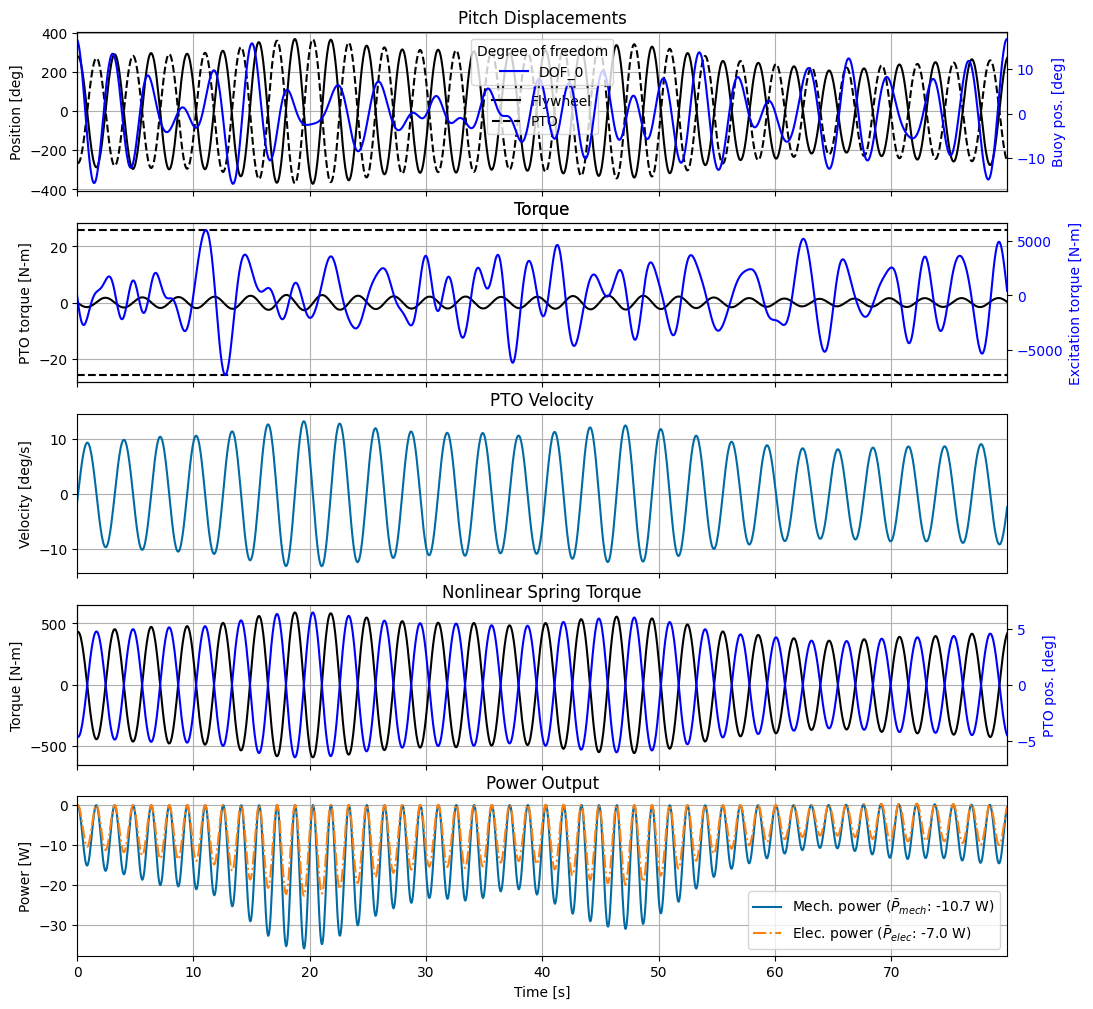 Pitch Displacements
Position [deg]
400
200
0
−200
−400
Degree of freedom
DOF_0
Flywheel
PTO
10
0
−10
Buoy pos. [deg]
Torque
PTO torque [N-m]
20
0
−20
5000
0
−5000
Excitation torque [N-m]
PTO Velocity
Velocity [deg/s]
10
0
−10
Nonlinear Spring Torque
Torque [N-m]
500
0
−500
5
0
−5
PTO pos. [deg]
Power Output
Power [W]
0
−10
−20
−30
Mech. power (P̄mech: -10.7 W)
Elec. power (P̄elec: -7.0 W)
0 10 20 30 40 50 60 70
Time [s]